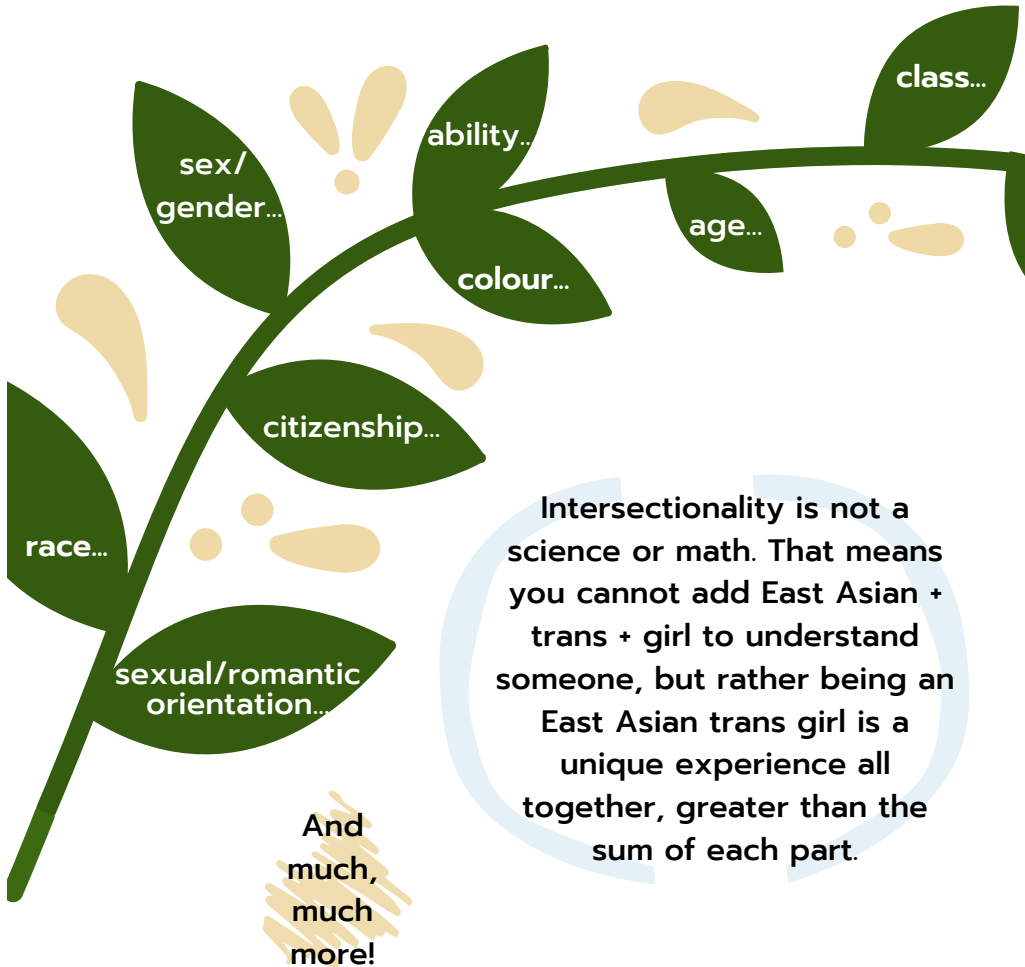 class...
ability...
sex/
gender...
age...
colour...
citizenship...
race...
sexual/romantic
orientation...
Intersectionality is not a
science or math. That means
you cannot add East Asian +
trans + girl to understand
someone, but rather being an
East Asian trans girl is a
unique experience all
together, greater than the
sum of each part.
And
much,
much
more!